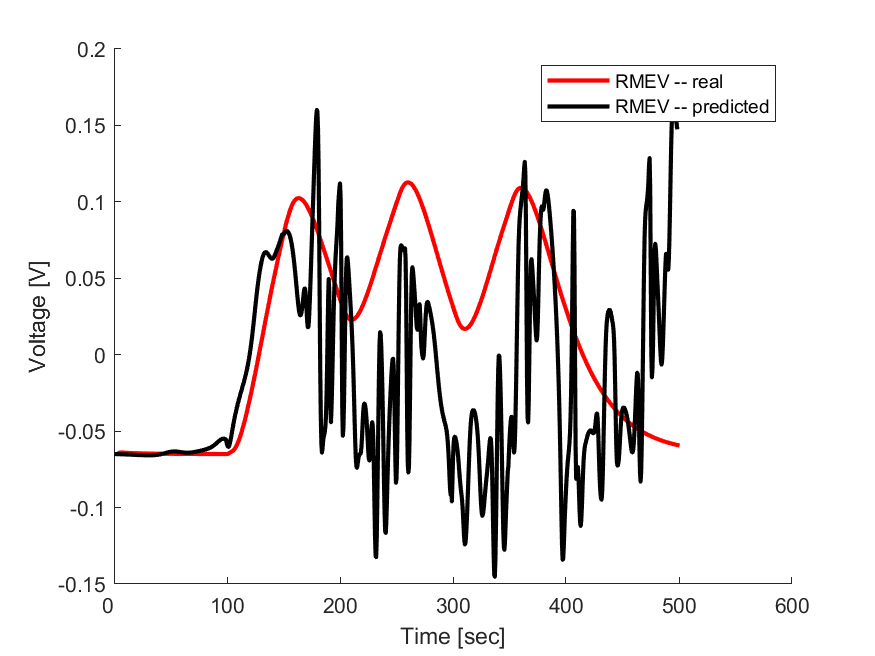 0.2
0.15
0.1
0.05
0
-0.05
-0.1
-0.15
Voltage [V]
RMEV -- real
RMEV -- predicted
0 100 200 300 400 500 600
Time [sec]